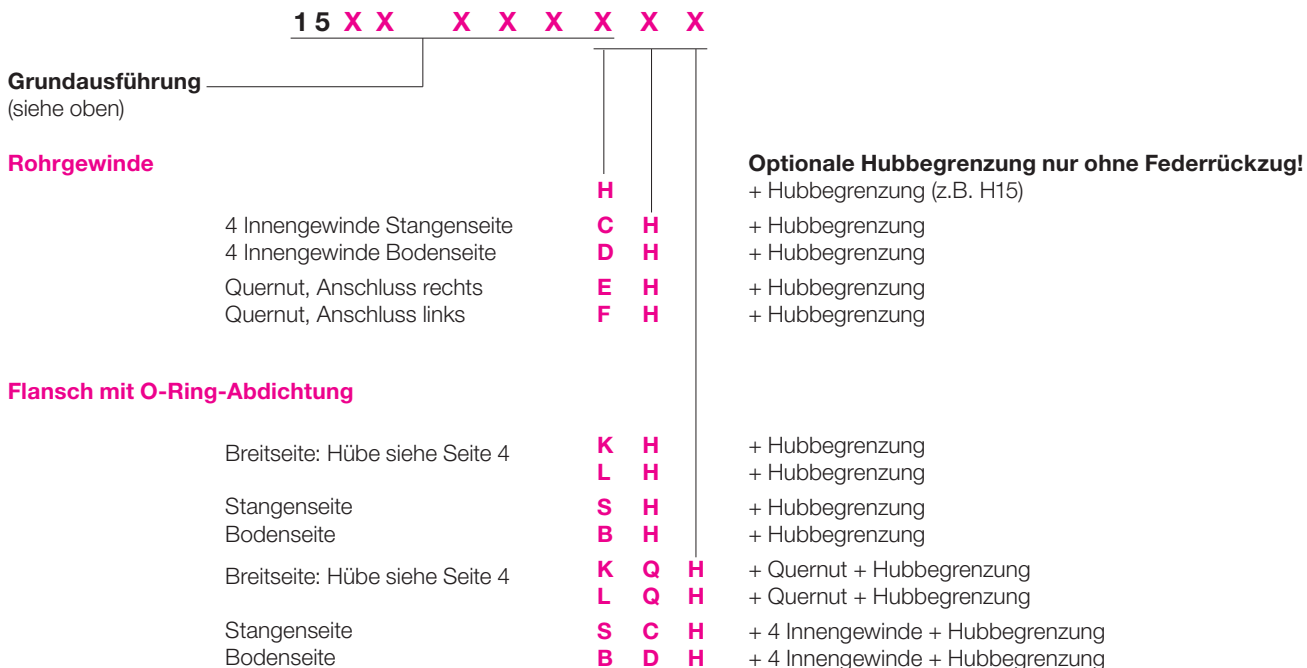 15 X X X X X X X X
Grundausführung
(siehe oben)
Rohrgewinde Optionale Hubbegrenzung nur ohne Federrückzug!
H + Hubbegrenzung (z.B. H15)
4 Innengewinde Stangenseite C H + Hubbegrenzung
4 Innengewinde Bodenseite D H + Hubbegrenzung
Quernut, Anschluss rechts E H + Hubbegrenzung
Quernut, Anschluss links F H + Hubbegrenzung
Flansch mit O-Ring-Abdichtung
Breitseite: Hübe siehe Seite 4 K H + Hubbegrenzung
L H + Hubbegrenzung
Stangenseite S H + Hubbegrenzung
Bodenseite B H + Hubbegrenzung
Breitseite: Hübe siehe Seite 4 K Q H + Quernut + Hubbegrenzung
L Q H + Quernut + Hubbegrenzung
Stangenseite S C H + 4 Innengewinde + Hubbegrenzung
Bodenseite B D H + 4 Innengewinde + Hubbegrenzung